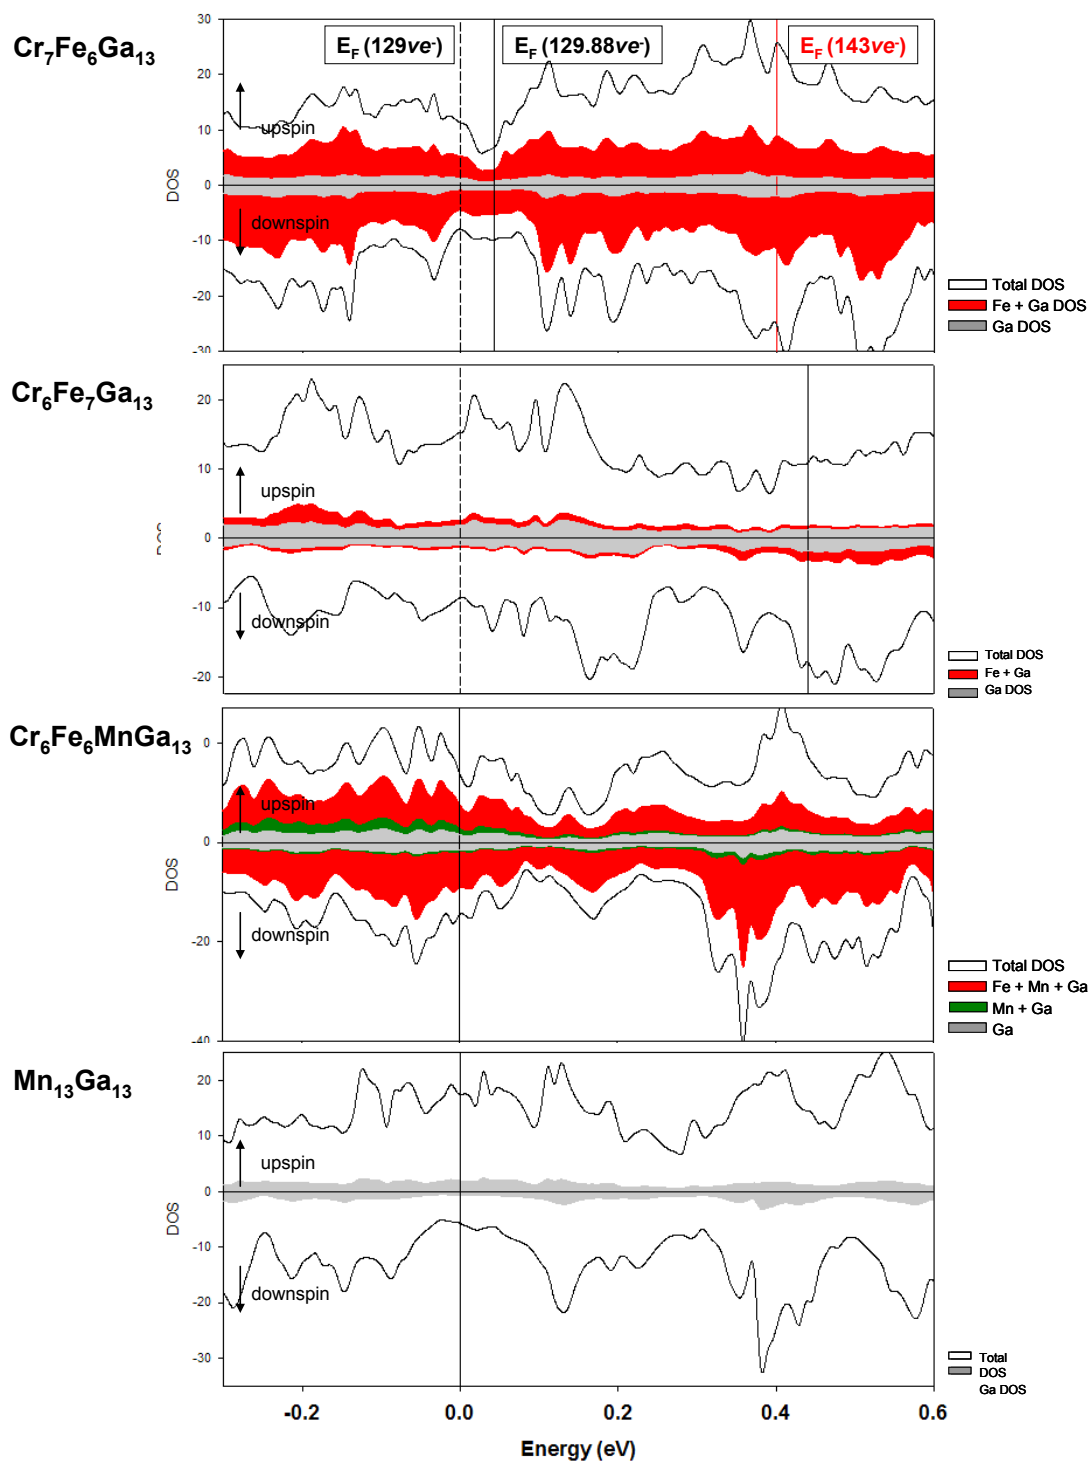 Cr7Fe6Ga13
EF (129ve-)
EF (129.88ve-)
EF (143ve-)
30
20
10
0
-10
-20
-30
DOS
upspin
downspin
Total DOS
Fe + Ga DOS
Ga DOS
Cr6Fe7Ga13
20
10
0
-10
-20
upspin
downspin
Total DOS
Fe + Ga
Ga DOS
Cr6Fe6MnGa13
0
0
-20
-40
DOS
upspin
downspin
Total DOS
Fe + Mn + Ga
Mn + Ga
Ga
Mn13Ga13
20
10
0
-10
-20
-30
DOS
upspin
downspin
Total
DOS
Ga DOS
-0.2
0.0
0.2
0.4
0.6
Energy (eV)